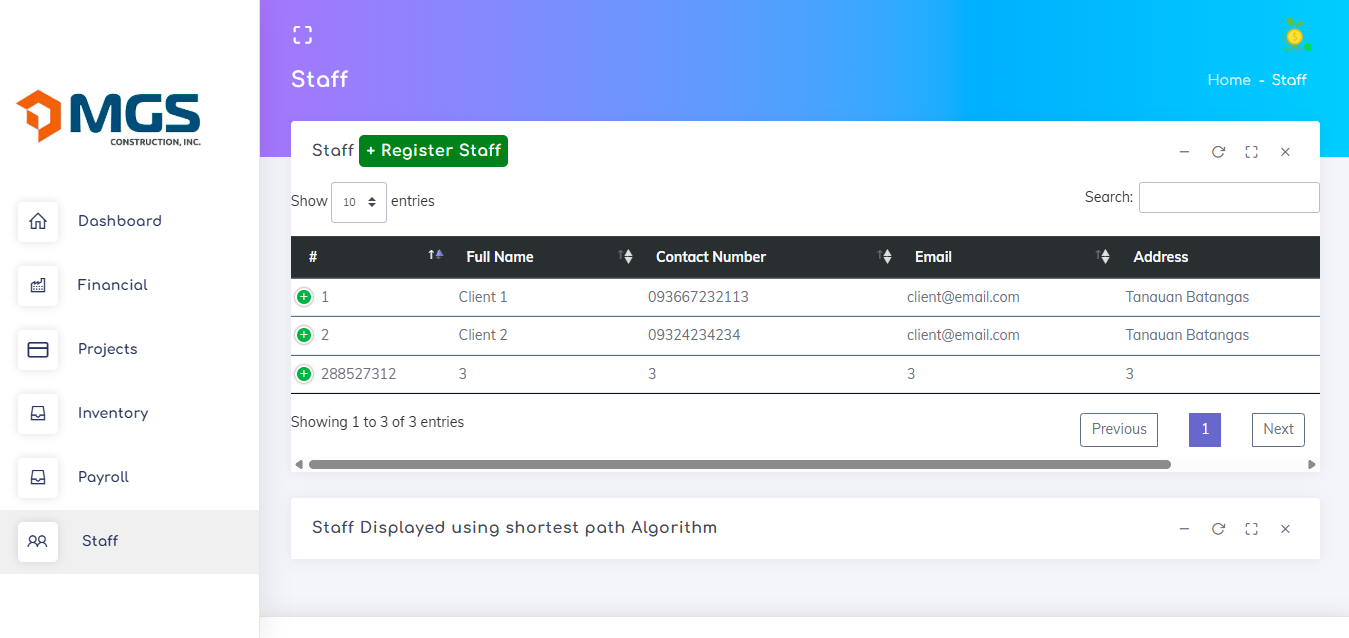 MGS
CONSTRUCTION, INC.
Dashboard
Financial
Projects
Inventory
Payroll
Staff
Staff
Home - Staff
Staff + Register Staff
Show 10 entries
Search:
# Full Name Contact Number Email Address
1 Client 1 093667232113 client@email.com Tanauan Batangas
2 Client 2 09324234234 client@email.com Tanauan Batangas
288527312 3 3 3 3
Showing 1 to 3 of 3 entries
Previous 1 Next
Staff Displayed using shortest path Algorithm